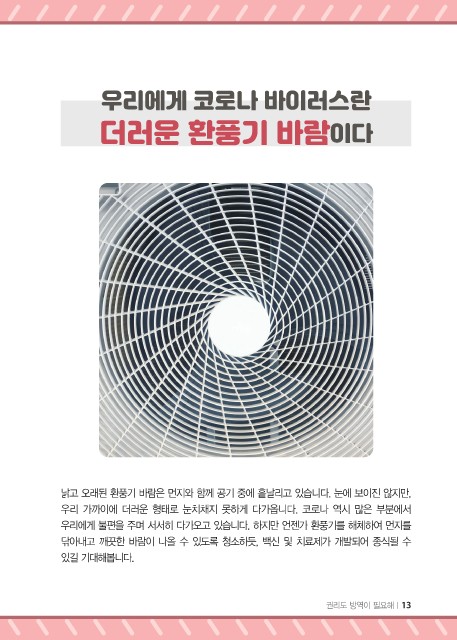 우리에게 코로나 바이러스란
더러운 환풍기 바람이다
낡고 오래된 환풍기 바람은 먼지와 함께 공기 중에 흩날리고 있습니다. 눈에 보이진 않지만,
우리 가까이에 더러운 형태로 눈치채지 못하게 다가옵니다. 코로나 역시 많은 부분에서
우리에게 불편을 주며 서서히 다가오고 있습니다. 하지만 언젠가 환풍기를 해체하여 먼지를
닦아내고 깨끗한 바람이 나올 수 있도록 청소하듯, 백신 및 치료제가 개발되어 종식될 수
있길 기대해봅니다.
권리도 방역이 필요해 | 13